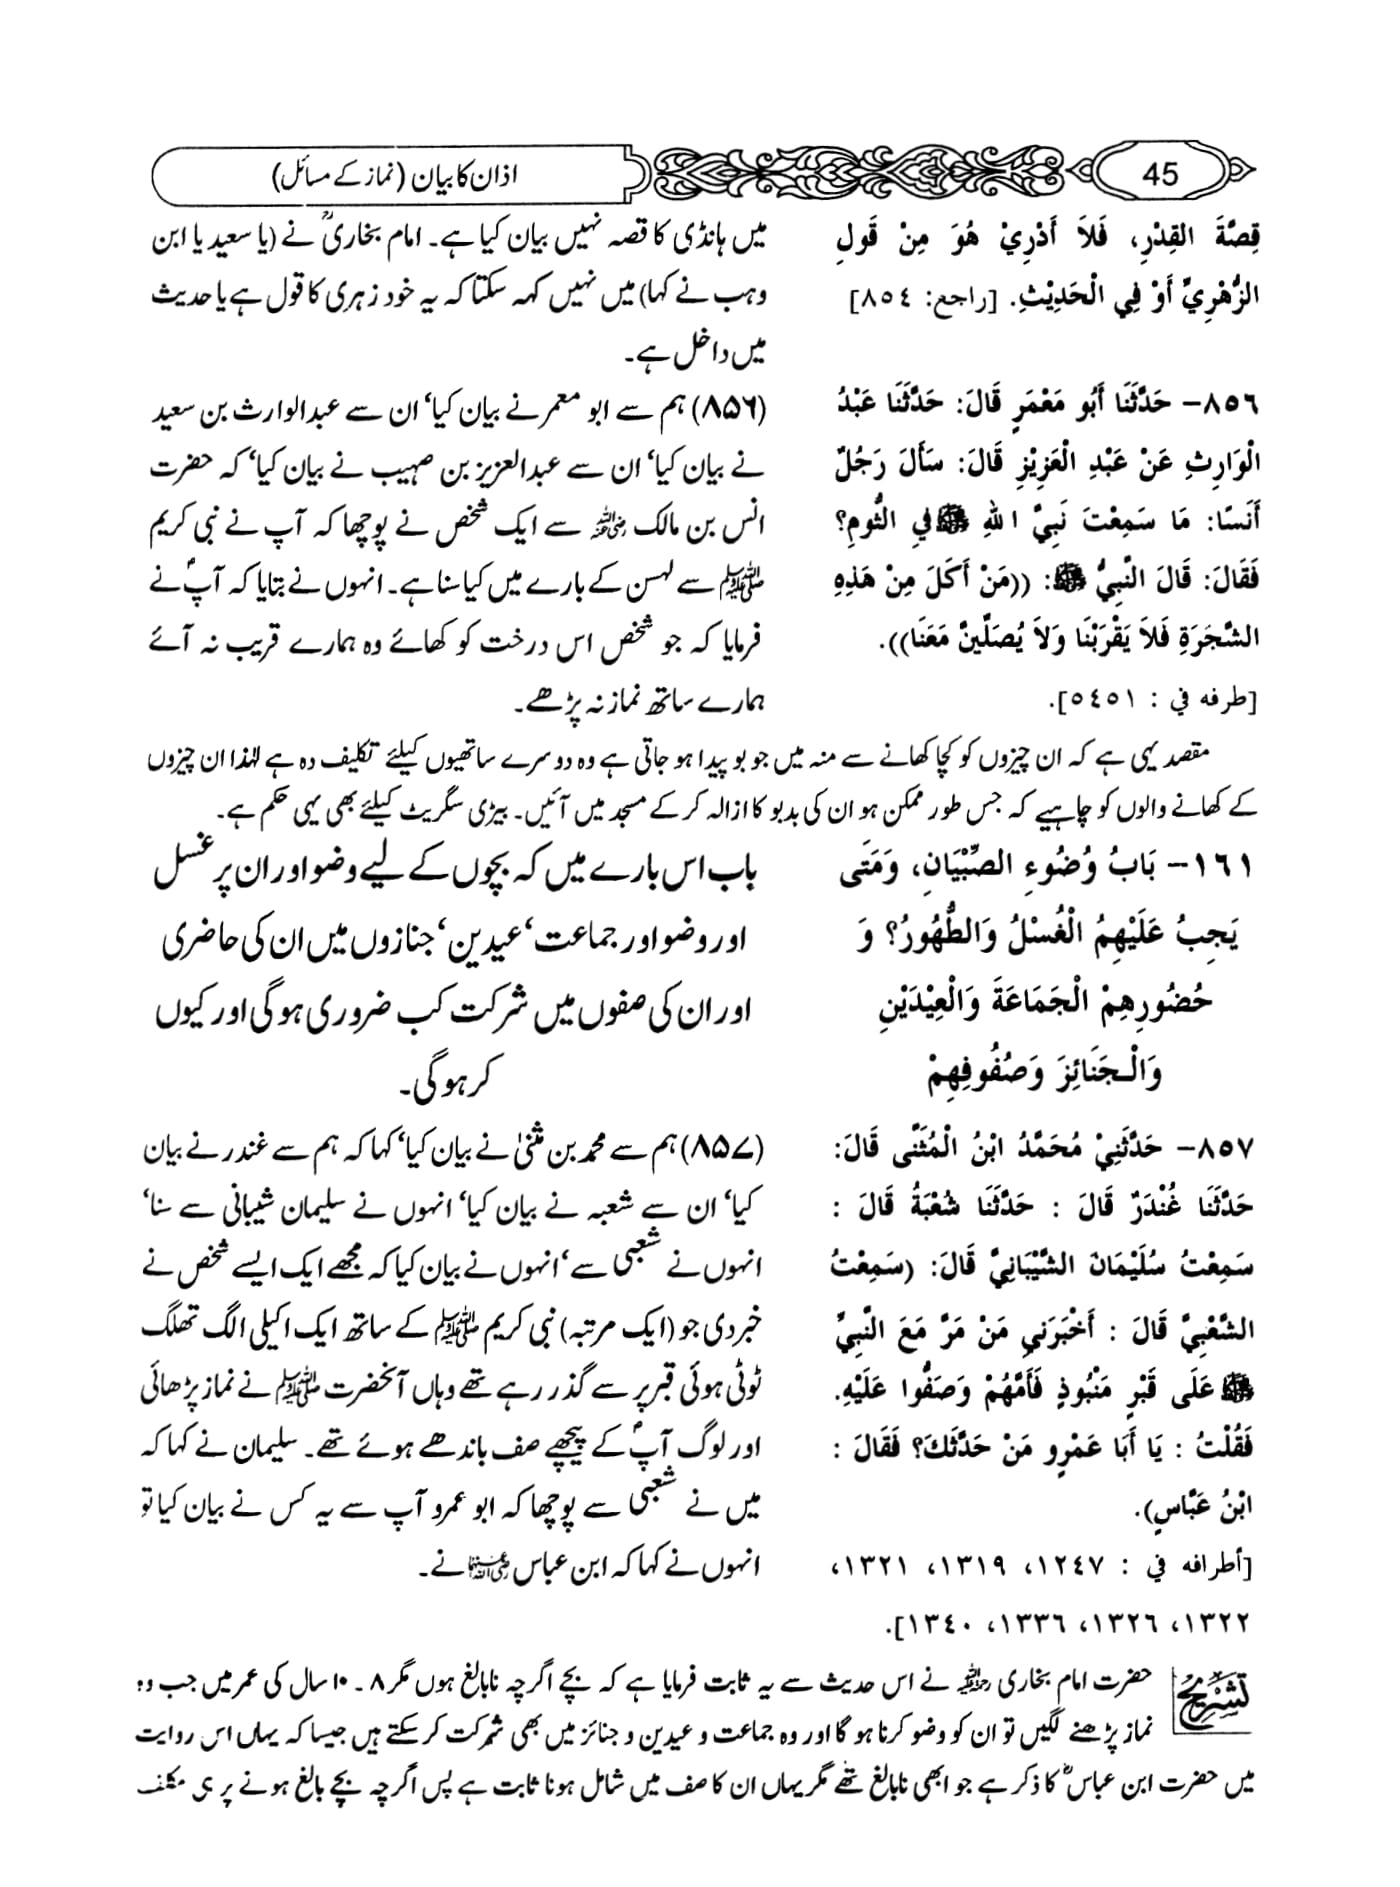 45
اذان کا بیان (نماز کے مسائل)
قِصَّةَ الْقِدْرِ، فَلاَ أَدْرِيْ هُوَ مِنْ قَولِ
الزُّهْرِيِّ أَوْ فِي الْحَدِيْثِ. [راجع: ٨٥٤]
٨٥٦- حَدَّثَنَا أَبُو مَعْمَرٍ قَالَ: حَدَّثَنَا عَبْدُ
الْوَارِثِ عَنْ عَبْدِ الْعَزِيْزِ قَالَ: سَأَلَ رَجُلٌ
أَنَسًا: مَا سَمِعْتَ نَبِيَّ اللهِ ﷺ فِي الثُّومِ؟
فَقَالَ: قَالَ النَّبِيُّ ﷺ: ((مَنْ أَكَلَ مِنْ هَذِهِ
الشَّجَرَةِ فَلاَ يَقْرَبْنَا وَلاَ يُصَلِّيَنَّ مَعَنَا)).
[طرفه في : ٥٤٥١].
میں ہانڈی کا قصہ نہیں بیان کیا ہے۔ امام بخاریؒ نے (یا سعید یا ابن
وہب نے کہا) میں نہیں کہہ سکتا کہ یہ خود زہری کا قول ہے یا حدیث
میں داخل ہے۔
(۸۵۶) ہم سے ابو معمر نے بیان کیا‘ ان سے عبدالوارث بن سعید
نے بیان کیا‘ ان سے عبدالعزیز بن صہیب نے بیان کیا‘ کہ حضرت
انس بن مالک رضی اللہ عنہ سے ایک شخص نے پوچھا کہ آپ نے نبی کریم
ﷺ سے لہسن کے بارے میں کیا سنا ہے۔ انہوں نے بتایا کہ آپؐ نے
فرمایا کہ جو شخص اس درخت کو کھائے وہ ہمارے قریب نہ آئے
ہمارے ساتھ نماز نہ پڑھے۔
مقصد یہی ہے کہ ان چیزوں کو کچا کھانے سے منہ میں جو بو پیدا ہو جاتی ہے وہ دوسرے ساتھیوں کیلئے تکلیف دہ ہے لہٰذا ان چیزوں
کے کھانے والوں کو چاہیے کہ جس طور ممکن ہو ان کی بدبو کا ازالہ کر کے مسجد میں آئیں۔ بیڑی سگریٹ کیلئے بھی یہی حکم ہے۔
١٦١- بَابُ وُضُوءِ الصِّبْيَانِ، وَمَتَى
يَجِبُ عَلَيْهِمُ الْغُسْلُ وَالطُّهُورُ؟ وَ
حُضُورِهِمْ الْجَمَاعَةَ وَالْعِيْدَيْنِ
وَالْجَنَائِزَ وَصُفُوفِهِمْ
باب اس بارے میں کہ بچوں کے لیے وضو اور ان پر غسل
اور وضو اور جماعت‘ عیدین‘ جنازوں میں ان کی حاضری
اور ان کی صفوں میں شرکت کب ضروری ہوگی اور کیوں
کر ہوگی۔
٨٥٧- حَدَّثَنِيْ مُحَمَّدُ ابْنُ الْمُثَنَّى قَالَ:
حَدَّثَنَا غُنْدَرٌ قَالَ : حَدَّثَنَا شُعْبَةُ قَالَ :
سَمِعْتُ سُلَيْمَانَ الشَّيْبَانِيَّ قَالَ: (سَمِعْتُ
الشَّعْبِيَّ قَالَ : أَخْبَرَنِي مَنْ مَرَّ مَعَ النَّبِيِّ
ﷺ عَلَى قَبْرٍ مَنْبُوذٍ فَأَمَّهُمْ وَصَفُّوا عَلَيْهِ.
فَقُلْتُ : يَا أَبَا عَمْرٍو مَنْ حَدَّثَكَ؟ فَقَالَ :
ابْنُ عَبَّاسٍ).
[أطرافه في : ١٢٤٧، ١٣١٩، ١٣٢١،
١٣٢٢، ١٣٢٦، ١٣٣٦، ١٣٤٠].
(۸۵۷) ہم سے محمد بن مثنیٰ نے بیان کیا‘ کہا کہ ہم سے غندر نے بیان
کیا‘ ان سے شعبہ نے بیان کیا‘ انہوں نے سلیمان شیبانی سے سنا‘
انہوں نے شعبی سے‘ انہوں نے بیان کیا کہ مجھے ایک ایسے شخص نے
خبر دی جو (ایک مرتبہ) نبی کریم ﷺ کے ساتھ ایک اکیلی الگ تھلگ
ٹوٹی ہوئی قبر پر سے گذر رہے تھے وہاں آنحضرت ﷺ نے نماز پڑھائی
اور لوگ آپؐ کے پیچھے صف باندھے ہوئے تھے۔ سلیمان نے کہا کہ
میں نے شعبی سے پوچھا کہ ابو عمرو آپ سے یہ کس نے بیان کیا تو
انہوں نے کہا کہ ابن عباس رضی اللہ عنہما نے۔
تشریح حضرت امام بخاری رحمہ اللہ نے اس حدیث سے یہ ثابت فرمایا ہے کہ بچے اگرچہ نابالغ ہوں مگر ۸ - ۱۰ سال کی عمر میں جب وہ
نماز پڑھنے لگیں تو ان کو وضو کرنا ہو گا اور وہ جماعت و عیدین و جنائز میں بھی شرکت کر سکتے ہیں جیسا کہ یہاں اس روایت
میں حضرت ابن عباسؓ کا ذکر ہے جو ابھی نابالغ تھے مگر یہاں ان کا صف میں شامل ہونا ثابت ہے پس اگرچہ بچے بالغ ہونے پر ہی مکلف